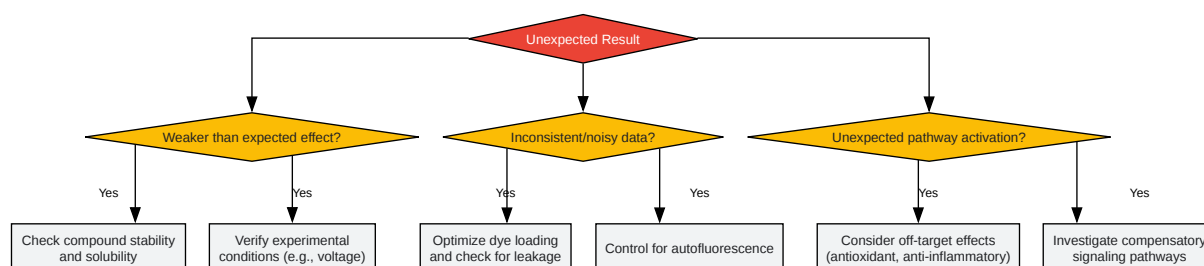 Unexpected Result
Weaker than expected effect?
Inconsistent/noisy data?
Unexpected pathway activation?
Yes
Yes
Yes
Yes
Yes
Yes
Check compound stability
and solubility
Verify experimental
conditions (e.g., voltage)
Optimize dye loading
and check for leakage
Control for autofluorescence
Consider off-target effects
(antioxidant, anti-inflammatory)
Investigate compensatory
signaling pathways